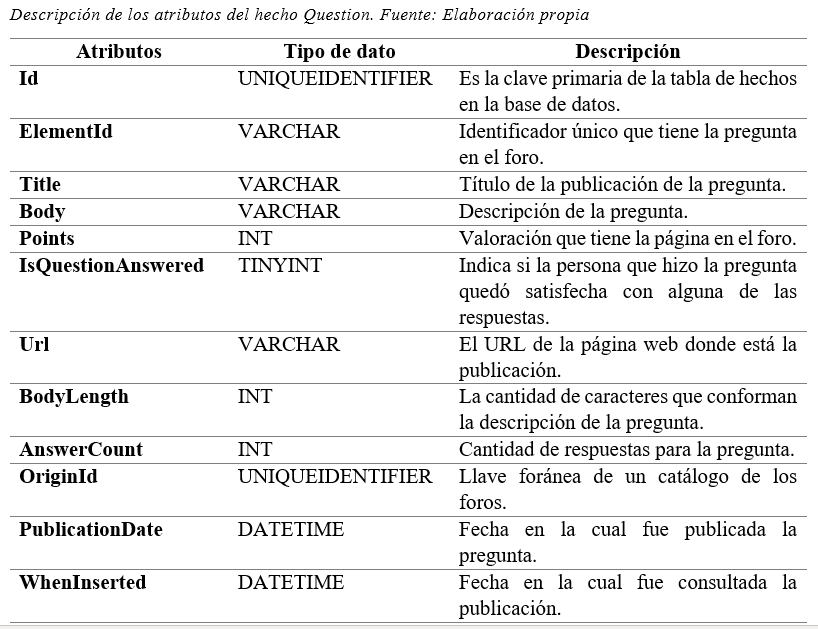 Descripción de los atributos del hecho Question. Fuente: Elaboración propia
Atributos Tipo de dato Descripción
Id UNIQUEIDENTIFIER Es la clave primaria de la tabla de hechos
en la base de datos.
ElementId VARCHAR Identificador único que tiene la pregunta
en el foro.
Title VARCHAR Título de la publicación de la pregunta.
Body VARCHAR Descripción de la pregunta.
Points INT Valoración que tiene la página en el foro.
IsQuestionAnswered TINYINT Indica si la persona que hizo la pregunta
quedó satisfecha con alguna de las
respuestas.
Url VARCHAR El URL de la página web donde está la
publicación.
BodyLength INT La cantidad de caracteres que conforman
la descripción de la pregunta.
AnswerCount INT Cantidad de respuestas para la pregunta.
OriginId UNIQUEIDENTIFIER Llave foránea de un catálogo de los
foros.
PublicationDate DATETIME Fecha en la cual fue publicada la
pregunta.
WhenInserted DATETIME Fecha en la cual fue consultada la
publicación.